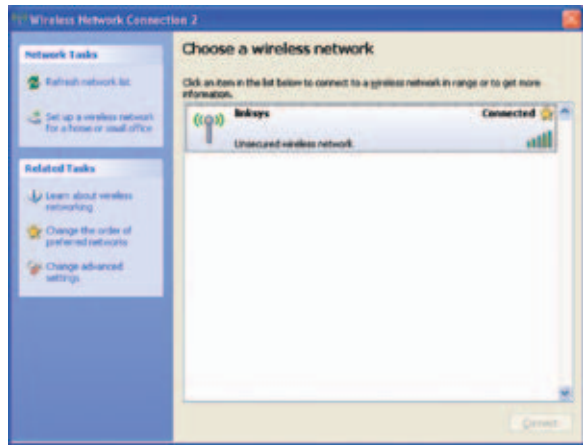 Wireless Network Connection 2
Network Tasks
Refresh network list
Set up a wireless network
for a home or small office
Related Tasks
Learn about wireless
networking
Change the order of
preferred networks
Change advanced
settings
Choose a wireless network
Click an item in the list below to connect to a wireless network in range or to get more
information.
linksys
Connected
Unsecured wireless network
Connect